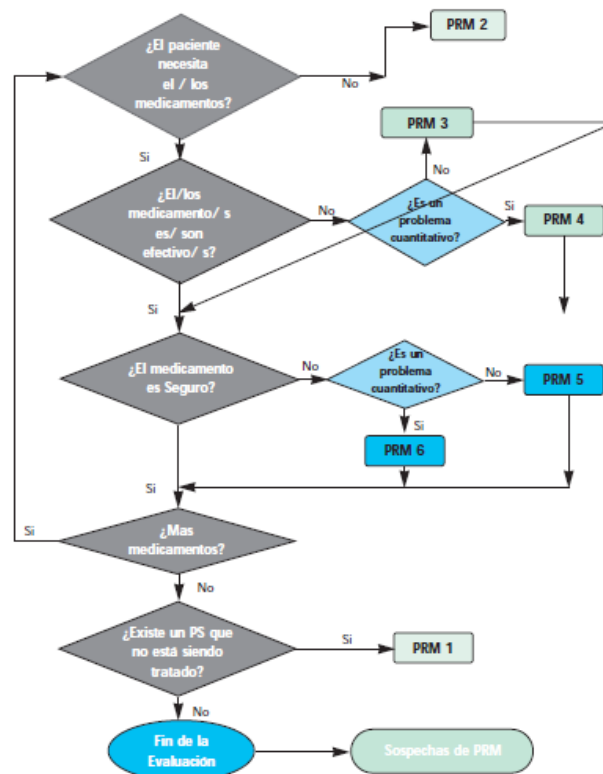 ¿El paciente
necesita
el / los
medicamentos?
No
PRM 2
Si
PRM 3
No
¿El/los
medicamento/ s
es/ son
efectivo/ s?
No
¿Es un
problema
cuantitativo?
Si
PRM 4
Si
¿El medicamento
es Seguro?
No
¿Es un
problema
cuantitativo?
No
PRM 5
Si
PRM 6
Si
Si
¿Mas
medicamentos?
No
¿Existe un PS que
no está siendo
tratado?
Si
PRM 1
No
Fin de la
Evaluación
Sospechas de PRM